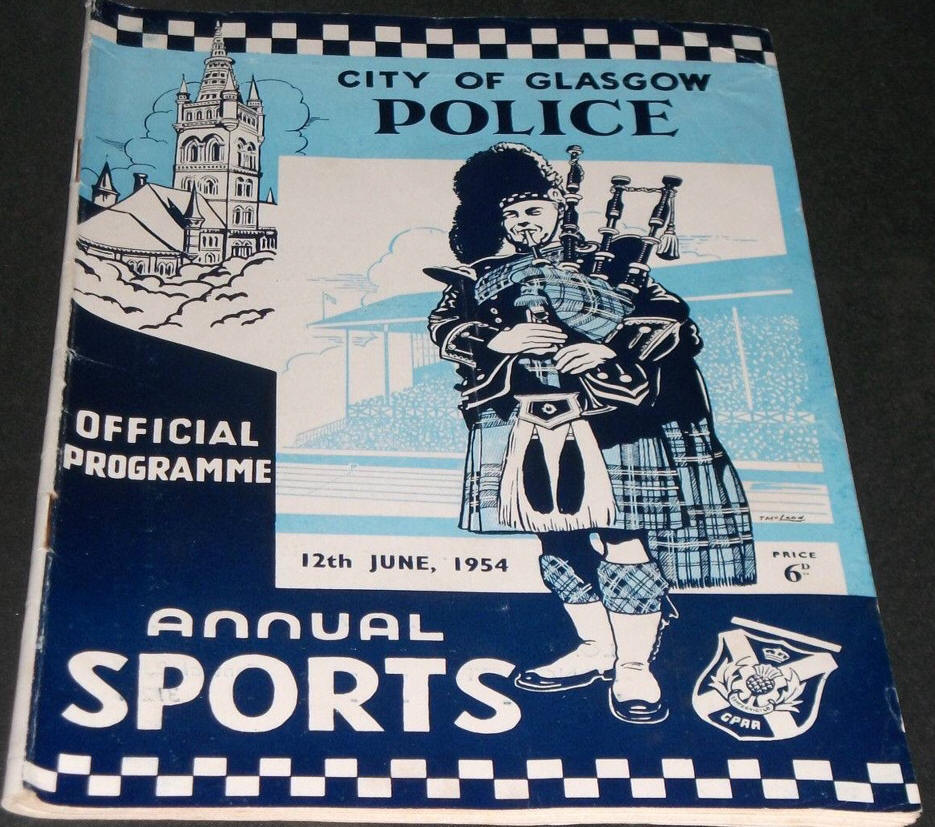 CITY OF GLASGOW
POLICE
OFFICIAL
PROGRAMME
12th JUNE, 1954
PRICE
6D
ANNUAL
SPORTS
GPAA